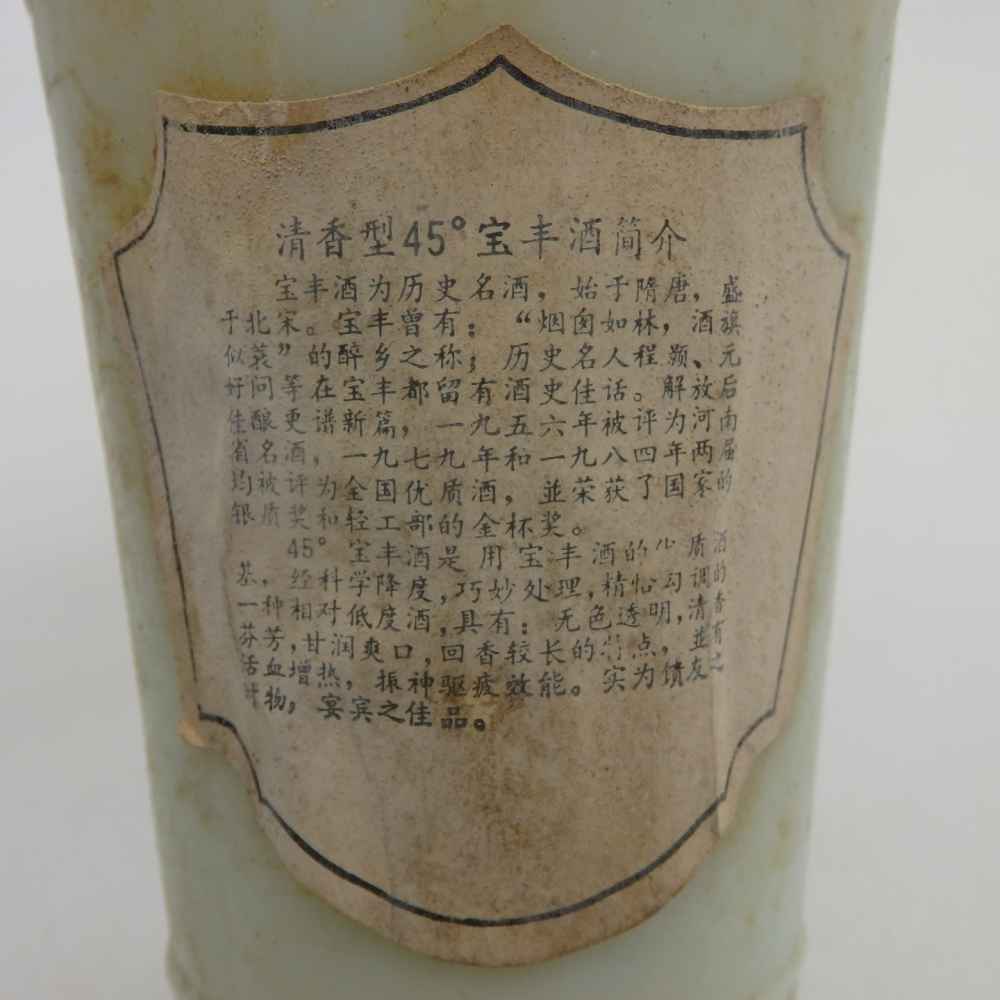 清香型45°宝丰酒简介
宝丰酒为历史名酒，始于隋唐，盛
于北宋。宝丰曾有：“烟囱如林，酒旗
似蓑”的醉乡之称；历史名人程颢、元
好问等在宝丰都留有酒史佳话。解放后
佳酿更谱新篇，一九五六年被评为河南
省名酒，一九七九年和一九八四年两届
均被评为全国优质酒，並荣获了国家的
银质奖和轻工部的金杯奖。
45°宝丰酒是用宝丰酒的 质酒
基，经科学降度，巧妙处理，精心勾调的
一种相对低度酒，具有：无色透明，清香
芬芳，甘润爽口，回香较长的特点，並有
活血增热，振神驱疲效能。实为馈友之
物，宴宾之佳品。